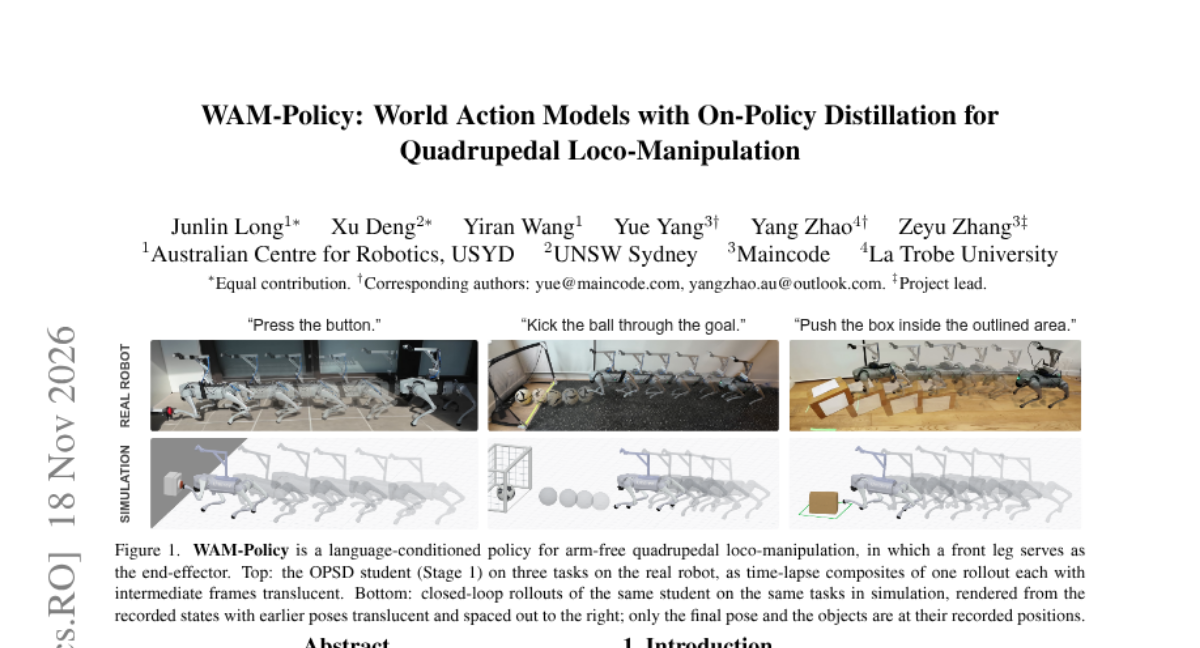 WAM-Policy: World Action Models with On-Policy Distillation for
Quadrupedal Loco-Manipulation
Junlin Long1* Xu Deng2* Yiran Wang1 Yue Yang3† Yang Zhao4† Zeyu Zhang3‡
1Australian Centre for Robotics, USYD 2UNSW Sydney 3Maincode 4La Trobe University
*Equal contribution. †Corresponding authors: yue@maincode.com, yangzhao.au@outlook.com. ‡Project lead.
cs.RO] 18 Nov 2026
“Press the button.” “Kick the ball through the goal.” “Push the box inside the outlined area.”
REAL ROBOT
SIMULATION
Figure 1. WAM-Policy is a language-conditioned policy for arm-free quadrupedal loco-manipulation, in which a front leg serves as
the end-effector. Top: the OPSD student (Stage 1) on three tasks on the real robot, as time-lapse composites of one rollout each with
intermediate frames translucent. Bottom: closed-loop rollouts of the same student on the same tasks in simulation, rendered from the
recorded states with earlier poses translucent and spaced out to the right; only the final pose and the objects are at their recorded positions.
Abstract 1. Introduction